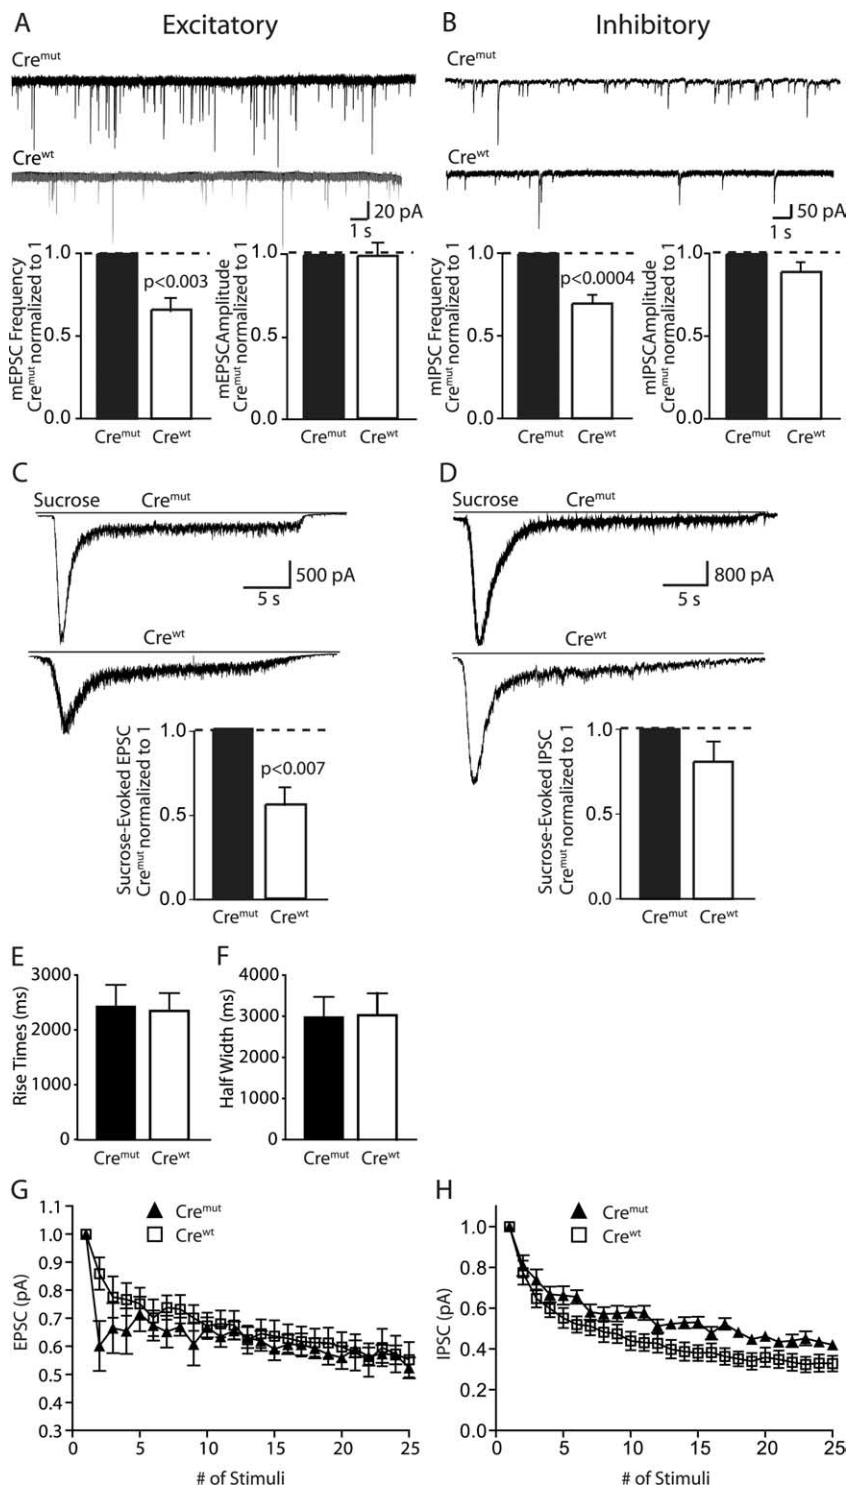 A Excitatory
Cre^mut
Cre^wt
20 pA
1 s
mEPSC Frequency
Cre^mut normalized to 1
1.0
0.5
0.0
p<0.003
Cre^mut Cre^wt
mEPSCAmplitude
Cre^mut normalized to 1
1.0
0.5
0.0
Cre^mut Cre^wt
B Inhibitory
Cre^mut
Cre^wt
50 pA
1 s
mIPSC Frequency
Cre^mut normalized to 1
1.0
0.5
0.0
p<0.0004
Cre^mut Cre^wt
mIPSCAmplitude
Cre^mut normalized to 1
1.0
0.5
0.0
Cre^mut Cre^wt
C
Sucrose Cre^mut
500 pA
5 s
Cre^wt
Sucrose-Evoked EPSC
Cre^mut normalized to 1
1.0
0.5
0.0
p<0.007
Cre^mut Cre^wt
D
Sucrose Cre^mut
800 pA
5 s
Cre^wt
Sucrose-Evoked IPSC
Cre^mut normalized to 1
1.0
0.5
0.0
Cre^mut Cre^wt
E
Rise Times (ms)
3000
2000
1000
0
Cre^mut Cre^wt
F
Half Width (ms)
4000
3000
2000
1000
0
Cre^mut Cre^wt
G
Cre^mut
Cre^wt
EPSC (pA)
1.1
1.0
0.9
0.8
0.7
0.6
0.5
0.4
0.3
0 5 10 15 20 25
# of Stimuli
H
Cre^mut
Cre^wt
IPSC (pA)
1.0
0.8
0.6
0.4
0.2
0.0
0 5 10 15 20 25
# of Stimuli